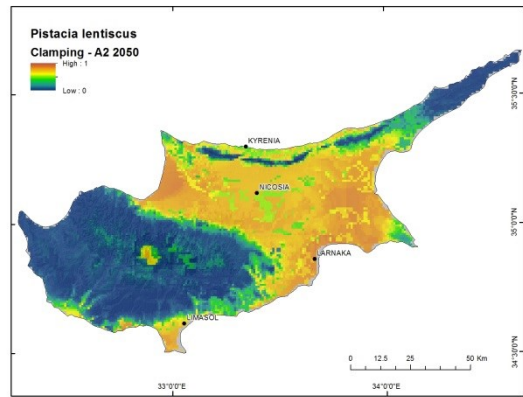 Pistacia lentiscus
Clamping - A2 2050
High : 1
Low : 0
KYRENIA
NICOSIA
LARNAKA
LIMASOL
35°30'0"E
35°0'0"E
34°30'0"E
0 12.5 25 50 Km
33°0'0"E 34°0'0"E